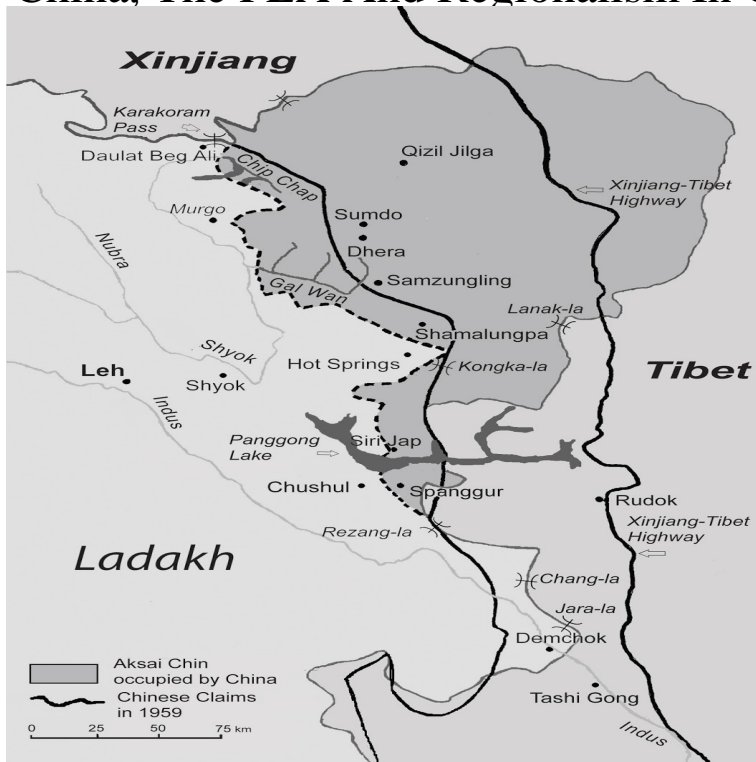 China, The PLA And Regionalism In
Xinjiang
Karakoram
Pass
Daulat Beg Ali
Chip Chap
Qizil Jilga
Xinjiang-Tibet
Highway
Murgo
Sumdo
Dhera
Nubra
Samzungling
Gal Wan
Lanak-la
Shamalungpa
Shyok
Hot Springs
Kongka-la
Tibet
Leh
Shyok
Indus
Siri Jap
Panggong
Lake
Chushul
Spanggur
Rudok
Rezang-la
Xinjiang-Tibet
Highway
Ladakh
Chang-la
Jara-la
Demchok
Aksai Chin
occupied by China
Chinese Claims
in 1959
Tashi Gong
Indus
0 25 50 75 km